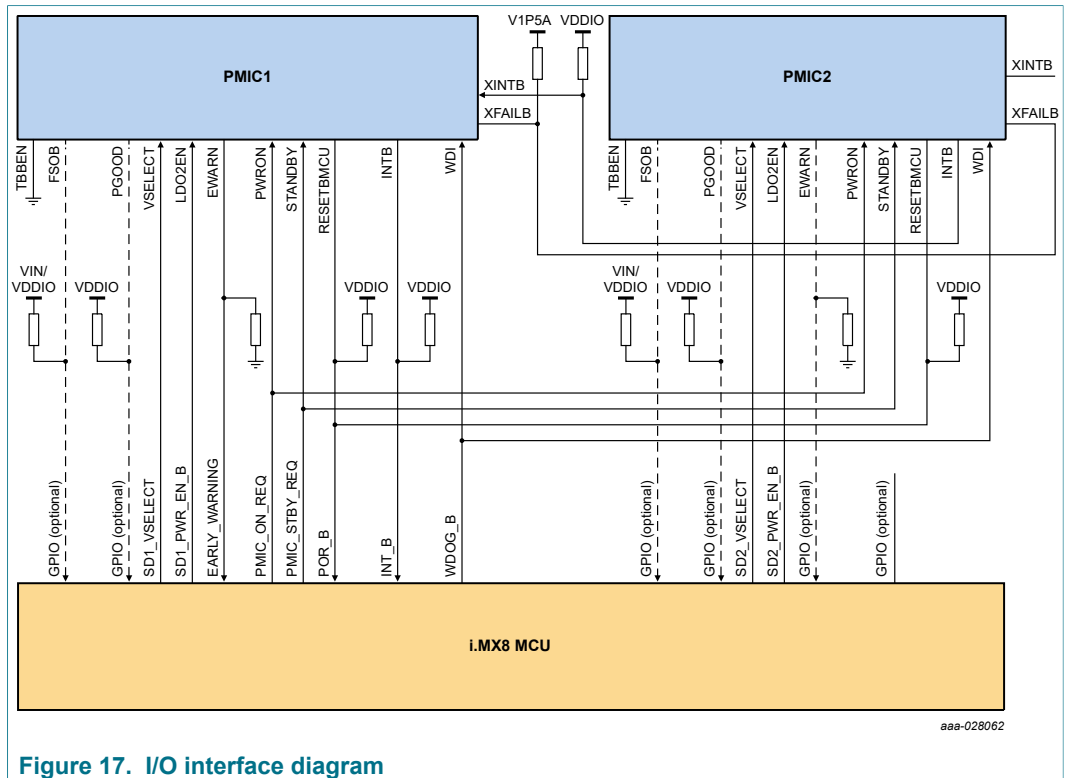 V1P5A VDDIO
PMIC1
XINTB
XFAILB
PMIC2
XINTB
XFAILB
TBBEN
FSOB
PGOOD
VSELECT
LDO2EN
EWARN
PWRON
STANDBY
RESETBMCU
INTB
WDI
TBBEN
FSOB
PGOOD
VSELECT
LDO2EN
EWARN
PWRON
STANDBY
RESETBMCU
INTB
WDI
VIN/
VDDIO
VDDIO
VDDIO
VDDIO
VIN/
VDDIO
VDDIO
VDDIO
GPIO (optional)
GPIO (optional)
SD1_VSELECT
SD1_PWR_EN_B
EARLY_WARNING
PMIC_ON_REQ
PMIC_STBY_REQ
POR_B
INT_B
WDOG_B
GPIO (optional)
GPIO (optional)
SD2_VSELECT
SD2_PWR_EN_B
GPIO (optional)
GPIO (optional)
i.MX8 MCU
aaa-028062
Figure 17. I/O interface diagram